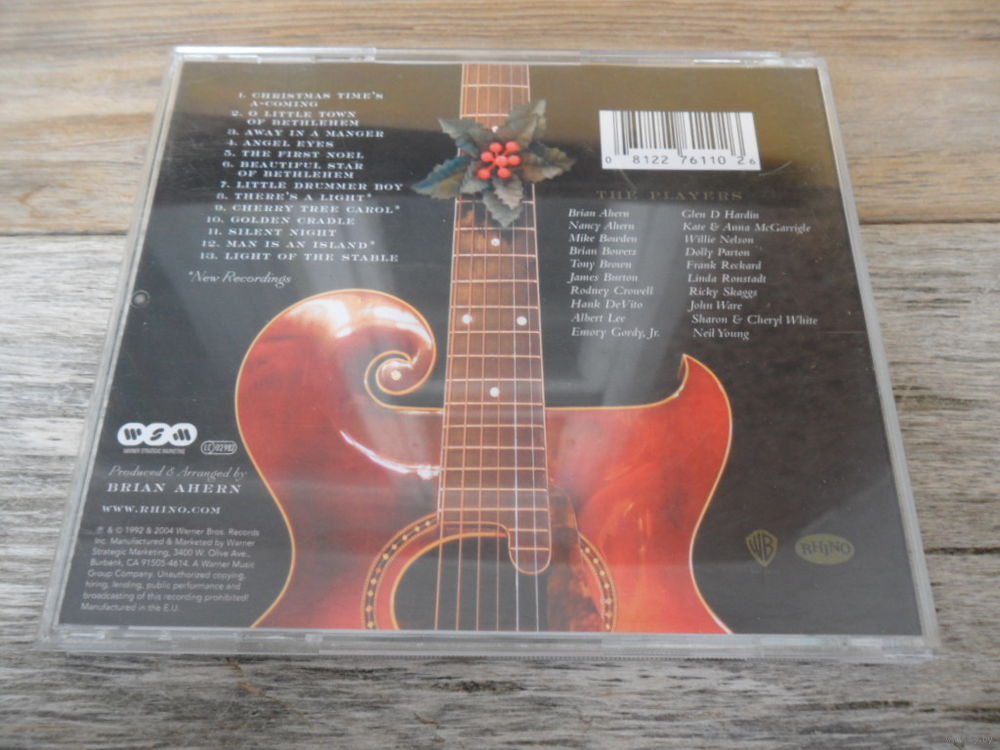 1. CHRISTMAS TIME'S
A-COMING
2. O LITTLE TOWN
OF BETHLEHEM
3. AWAY IN A MANGER
4. ANGEL EYES
5. THE FIRST NOEL
6. BEAUTIFUL STAR
OF BETHLEHEM
7. LITTLE DRUMMER BOY
8. THERE'S A LIGHT*
9. CHERRY TREE CAROL*
10. GOLDEN CRADLE
11. SILENT NIGHT
12. MAN IS AN ISLAND*
13. LIGHT OF THE STABLE
*New Recordings
0 81227 61102 6
THE PLAYERS
Brian Ahern
Nancy Ahern
Mike Bowden
Brian Bowers
Tony Brown
James Burton
Rodney Crowell
Hank DeVito
Albert Lee
Emory Gordy, Jr.
Glen D Hardin
Kate & Anna McGarrigle
Willie Nelson
Dolly Parton
Frank Reckard
Linda Ronstadt
Ricky Skaggs
John Ware
Sharon & Cheryl White
Neil Young
WSM
WARNER STRATEGIC MARKETING
LC 02982
Produced & Arranged by
BRIAN AHERN
WWW.RHINO.COM
℗ & © 1992 & 2004 Warner Bros. Records
Inc. Manufactured & Marketed by Warner
Strategic Marketing, 3400 W. Olive Ave.,
Burbank, CA 91505-4614. A Warner Music
Group Company. Unauthorized copying,
hiring, lending, public performance and
broadcasting of this recording prohibited!
Manufactured in the E.U.
WB
RHINO